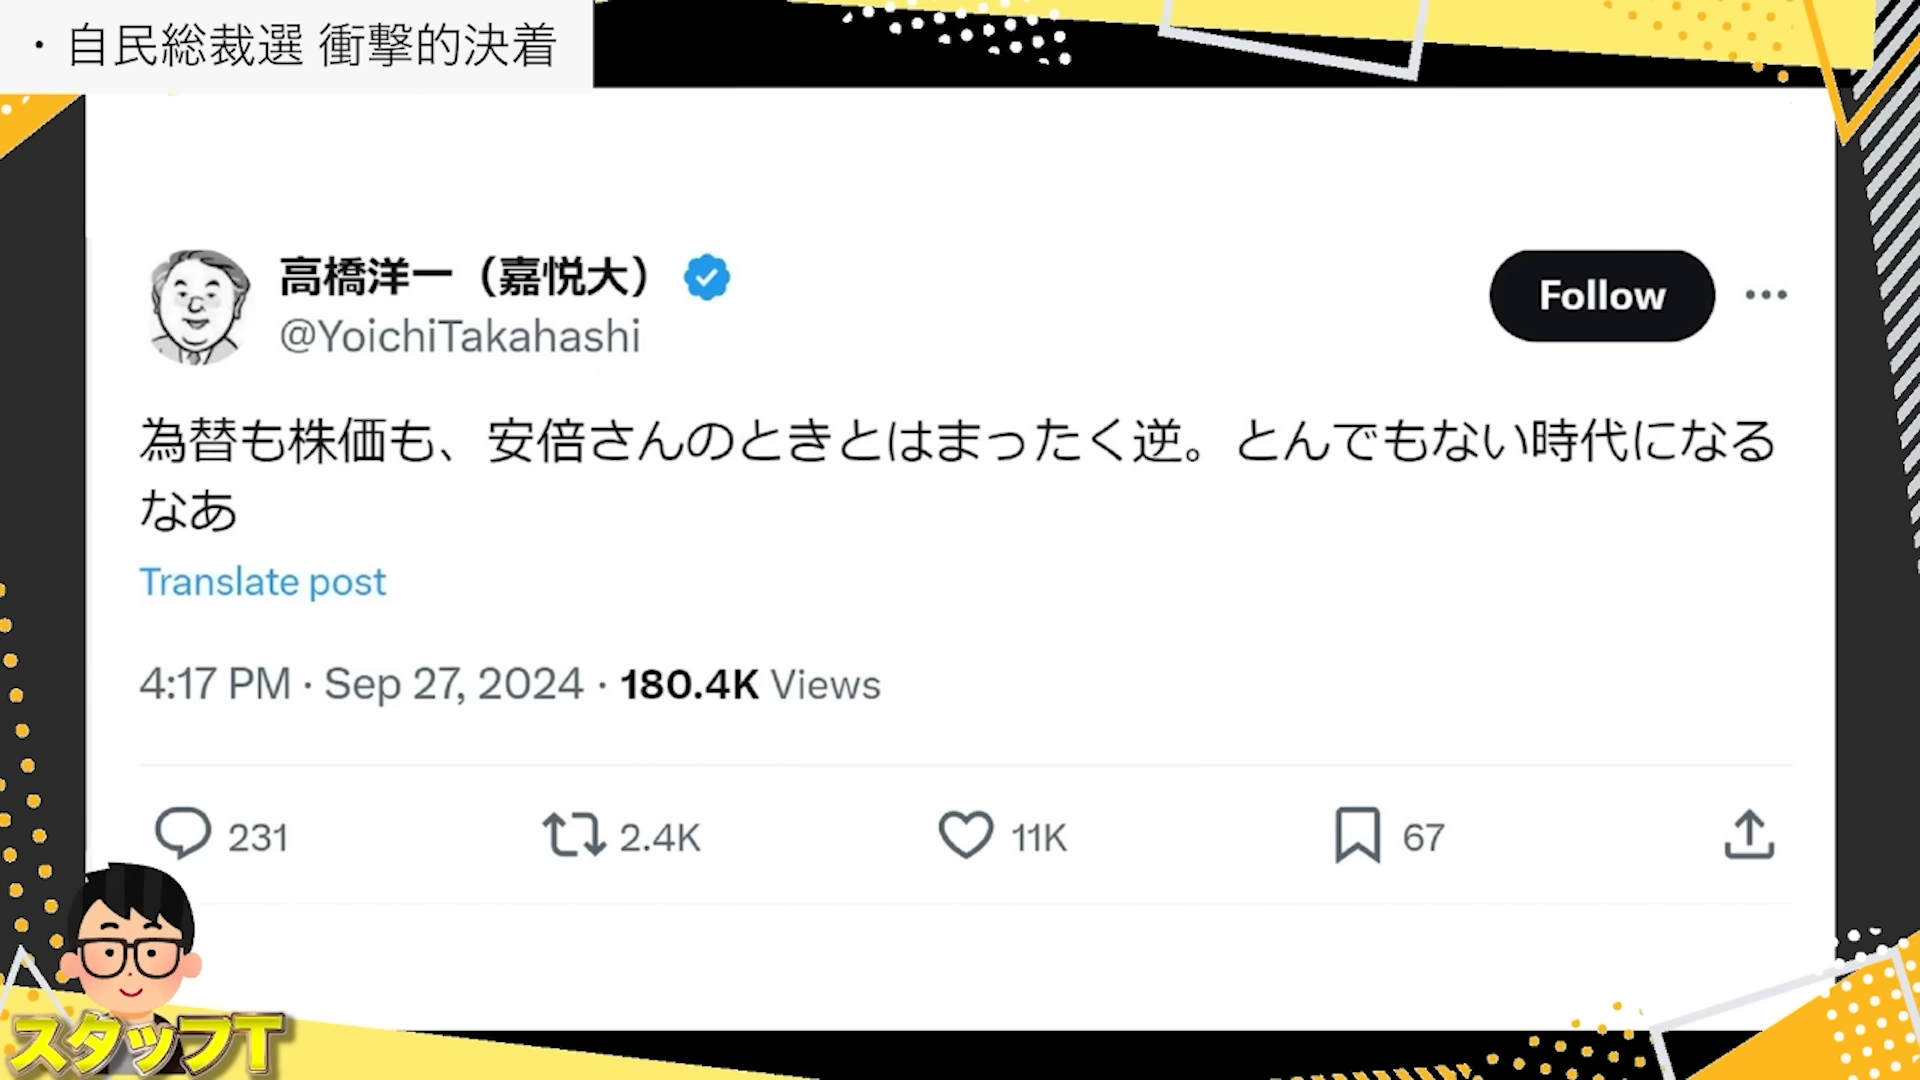 ・自民総裁選 衝撃的決着
高橋洋一（嘉悦大）
@YoichiTakahashi
Follow
為替も株価も、安倍さんのときとはまったく逆。とんでもない時代になる
なあ
Translate post
4:17 PM · Sep 27, 2024 · 180.4K Views
231
2.4K
11K
67
スタッフT